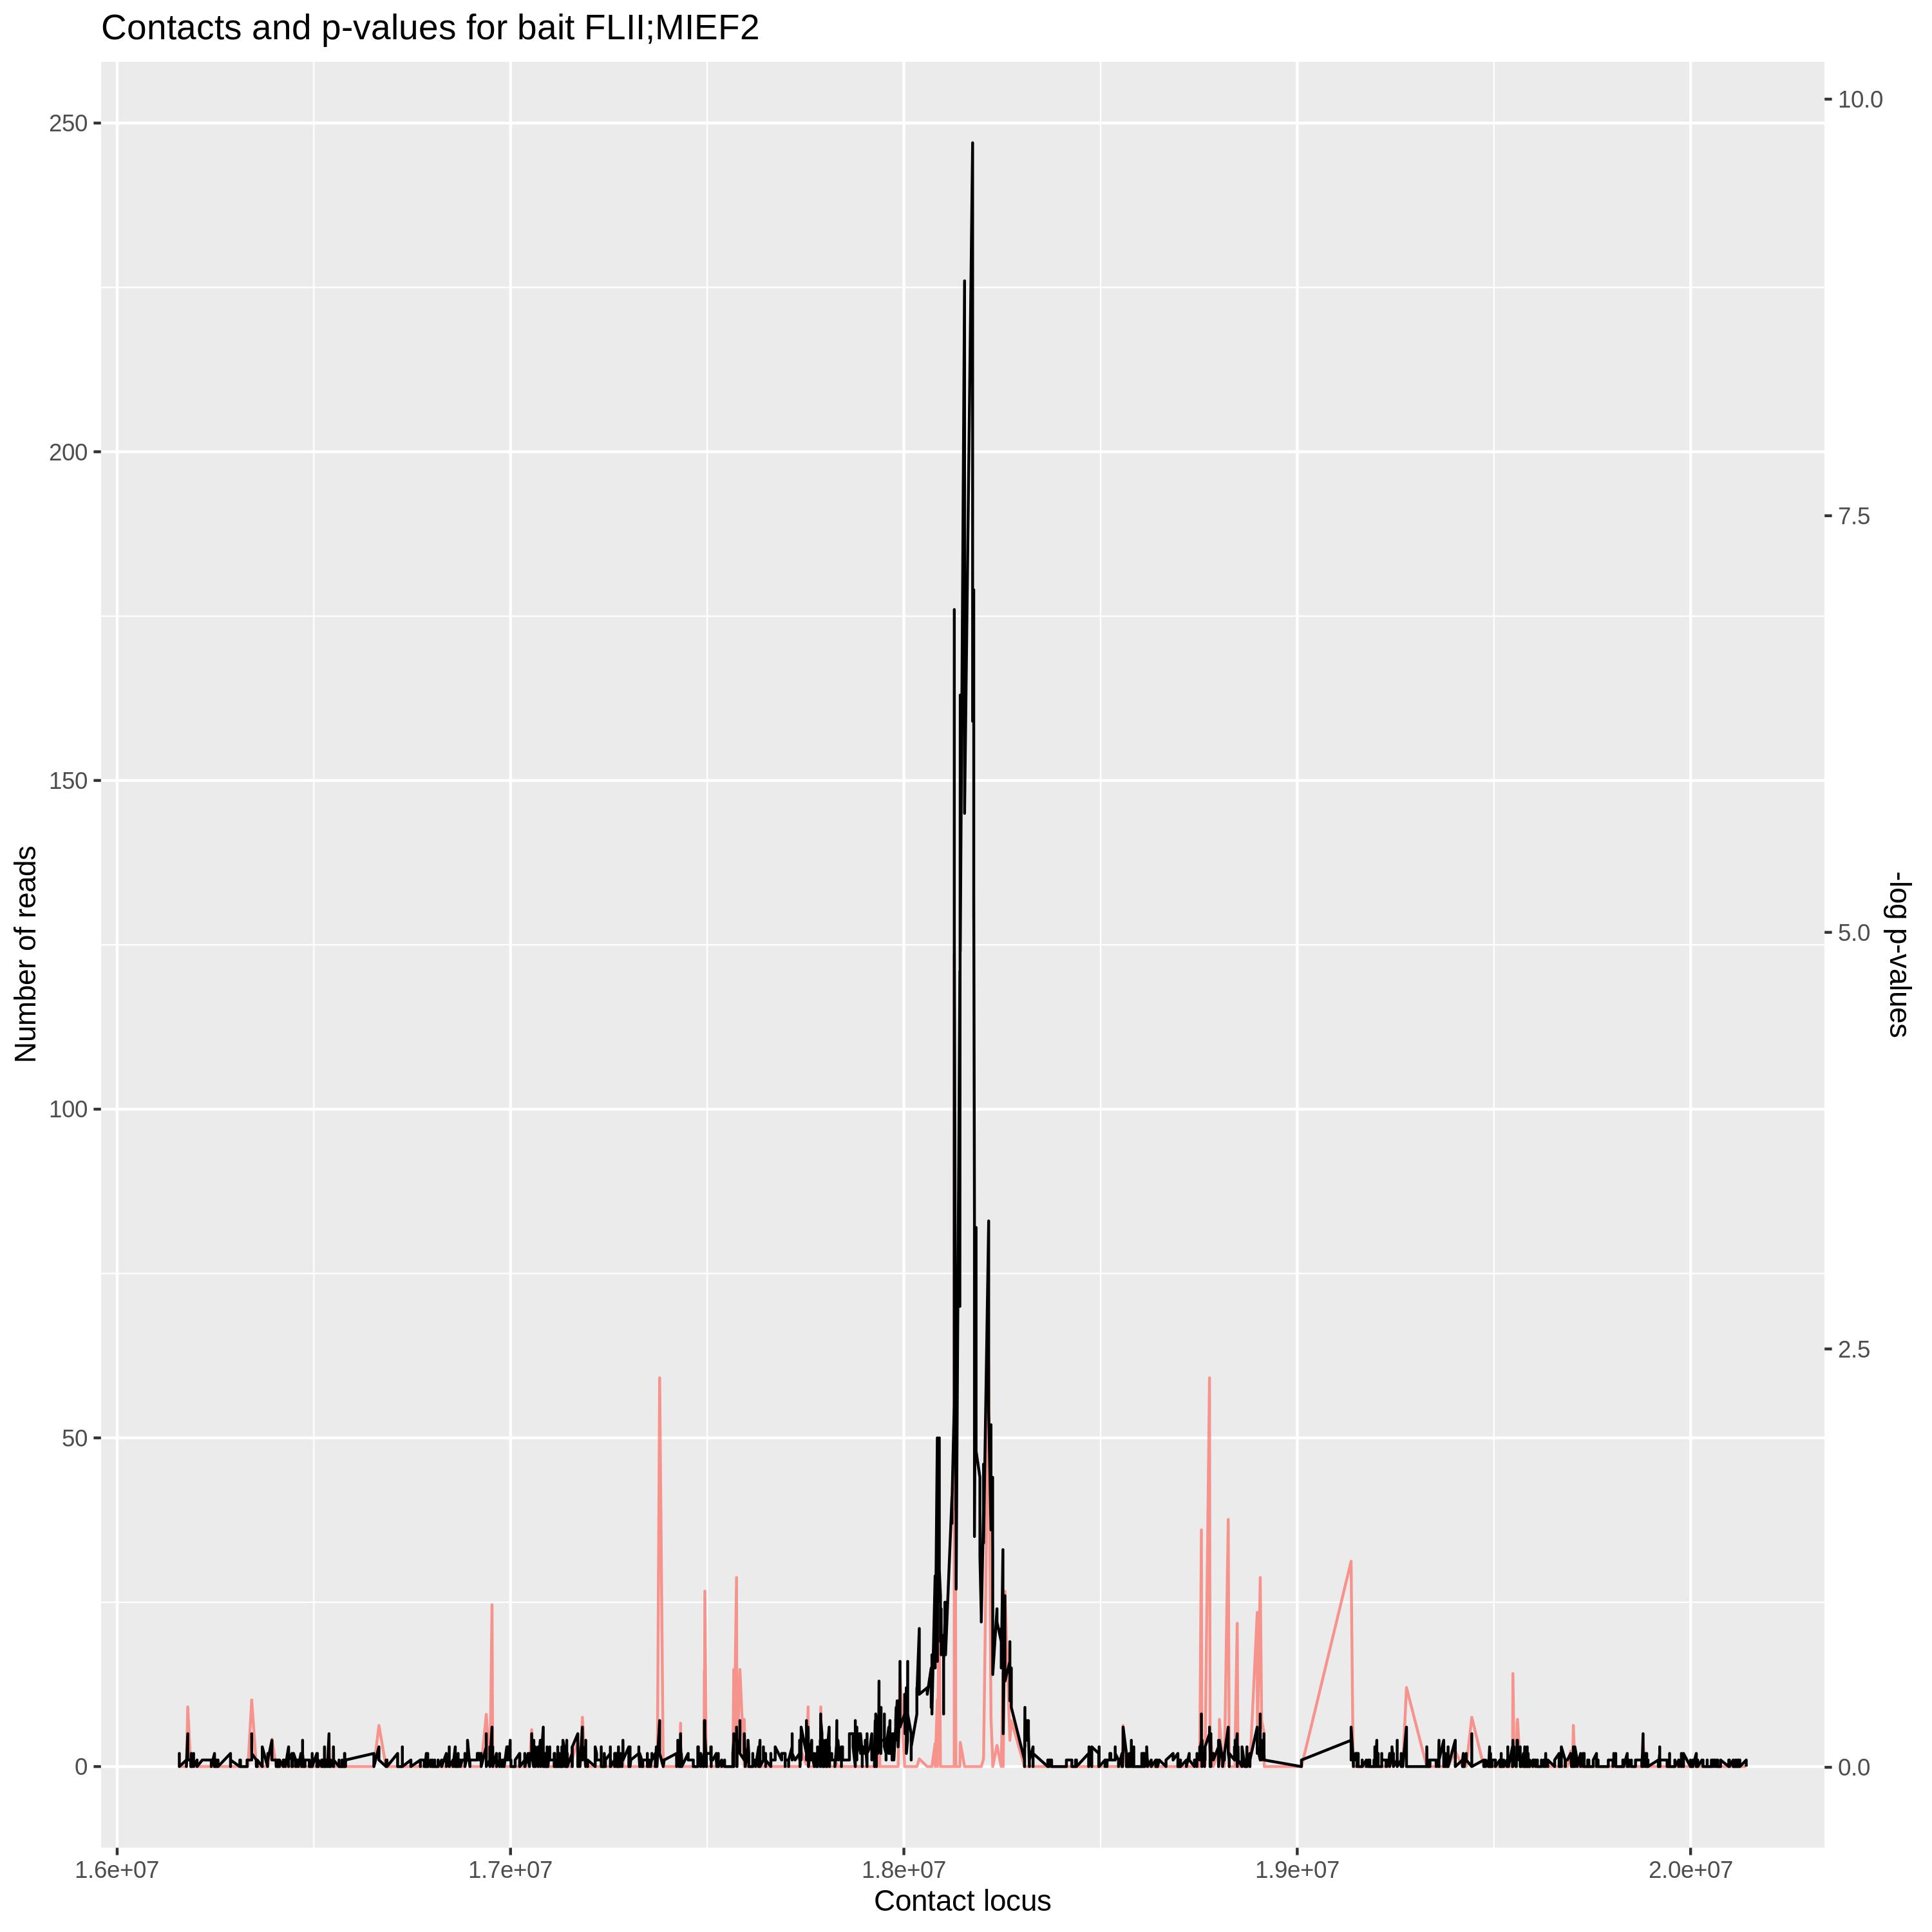 Contacts and p-values for bait FLII;MIEF2
250
200
150
100
50
0
Number of reads
10.0
7.5
5.0
2.5
0.0
-log p-values
1.6e+07
1.7e+07
1.8e+07
1.9e+07
2.0e+07
Contact locus